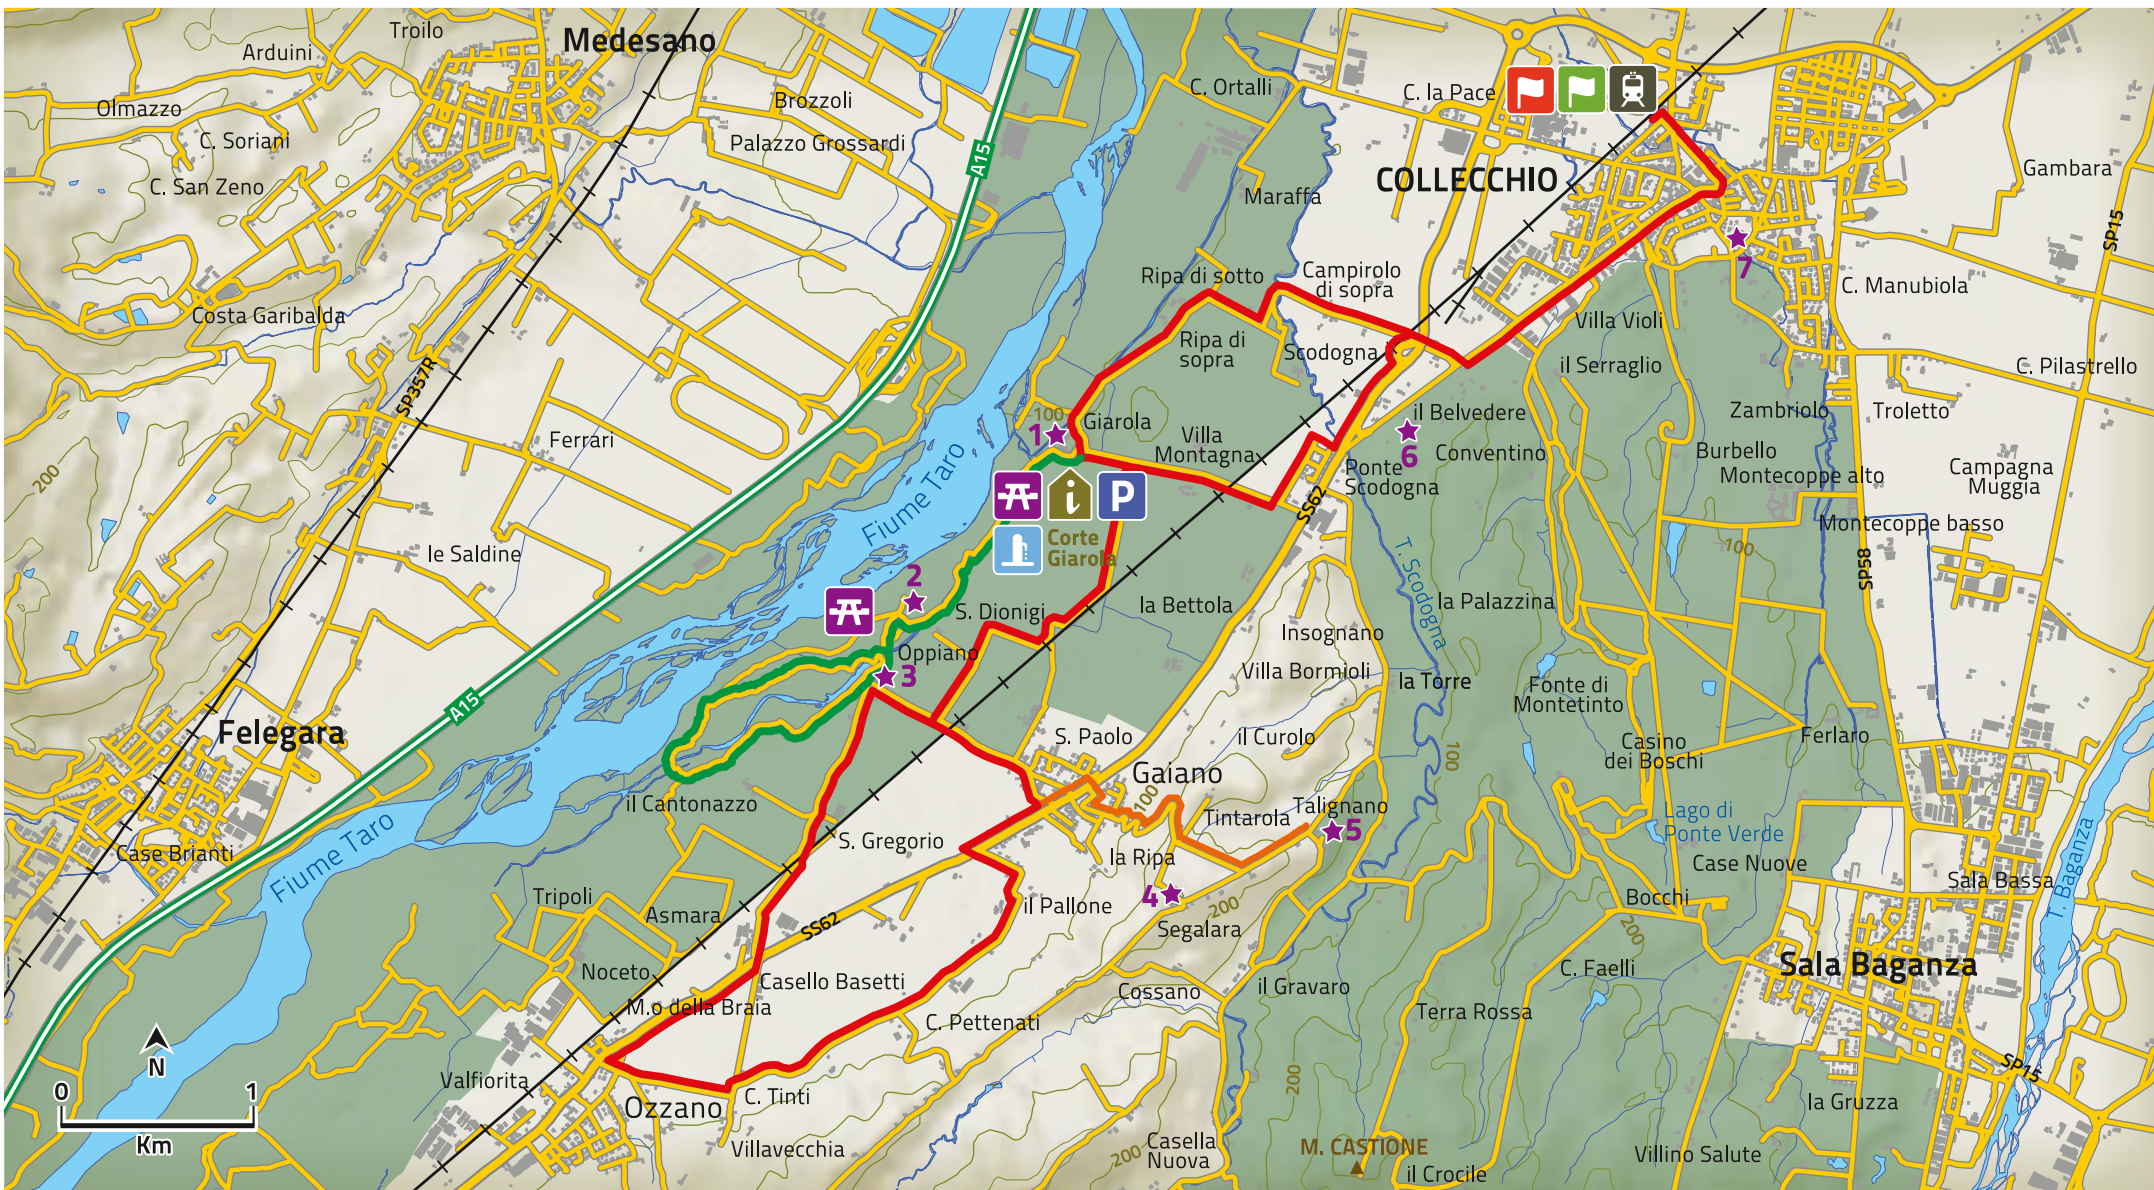 Troilo
Medesano
Arduini
Olmazzo
C. Soriani
C. San Zeno
Brozzoli
Palazzo Grossardi
A15
C. Ortalli
Maraffa
C. la Pace
COLLECCHIO
Gambara
SP15
7
C. Manubiola
Costa Garibalda
SP357R
Ripa di sotto
Campirolo
di sopra
Ripa di
sopra
Scodogna
Villa Violi
il Serraglio
C. Pilastrello
100
1
Giarola
Villa
Montagna
il Belvedere
6
Conventino
Zambriolo
Troletto
Burbello
Montecoppe alto
Campagna
Muggia
200
Ferrari
Fiume Taro
i
P
Corte
Giarola
Ponte
Scodogna
SS62
Montecoppe basso
100
SP58
le Saldine
2
S. Dionigi
la Bettola
T. Scodogna
la Palazzina
Insognano
Oppiano
3
Villa Bormioli
la Torre
Fonte di
Montetinto
A15
Felegara
S. Paolo
il Curolo
100
Casino
dei Boschi
Ferlaro
Gaiano
100
il Cantonazzo
Tintarola
Talignano
5
Lago di
Ponte Verde
Case Brianti
Fiume Taro
S. Gregorio
la Ripa
Case Nuove
Sala Bassa
T. Baganza
Tripoli
Asmara
SS62
il Pallone
4
200
Segalara
Bocchi
200
Noceto
Casello Basetti
M.o della Braia
Cossano
il Gravaro
C. Faelli
Sala Baganza
C. Pettenati
Terra Rossa
N
0
1
Km
Valfiorita
Ozzano
C. Tinti
200
SP15
la Gruzza
Villavecchia
200
Casella
Nuova
M. CASTIONE
il Crocile
Villino Salute